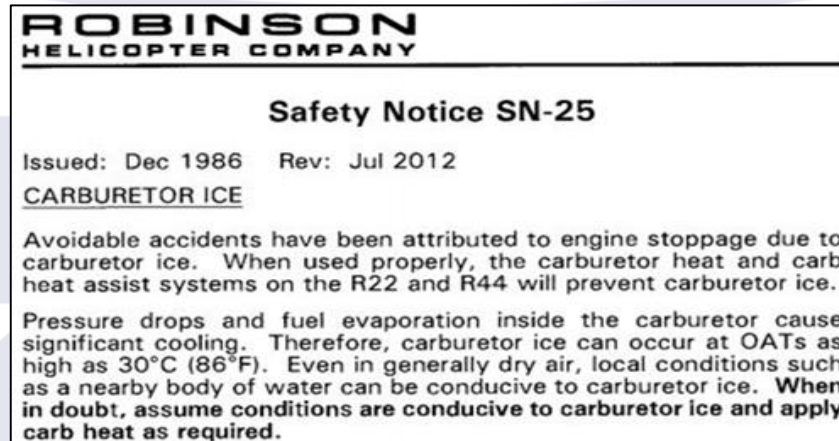 ROBINSON
HELICOPTER COMPANY
Safety Notice SN-25
Issued: Dec 1986 Rev: Jul 2012
CARBURETOR ICE
Avoidable accidents have been attributed to engine stoppage due to
carburetor ice. When used properly, the carburetor heat and carb
heat assist systems on the R22 and R44 will prevent carburetor ice.
Pressure drops and fuel evaporation inside the carburetor cause
significant cooling. Therefore, carburetor ice can occur at OATs as
high as 30°C (86°F). Even in generally dry air, local conditions such
as a nearby body of water can be conducive to carburetor ice. When
in doubt, assume conditions are conducive to carburetor ice and apply
carb heat as required.